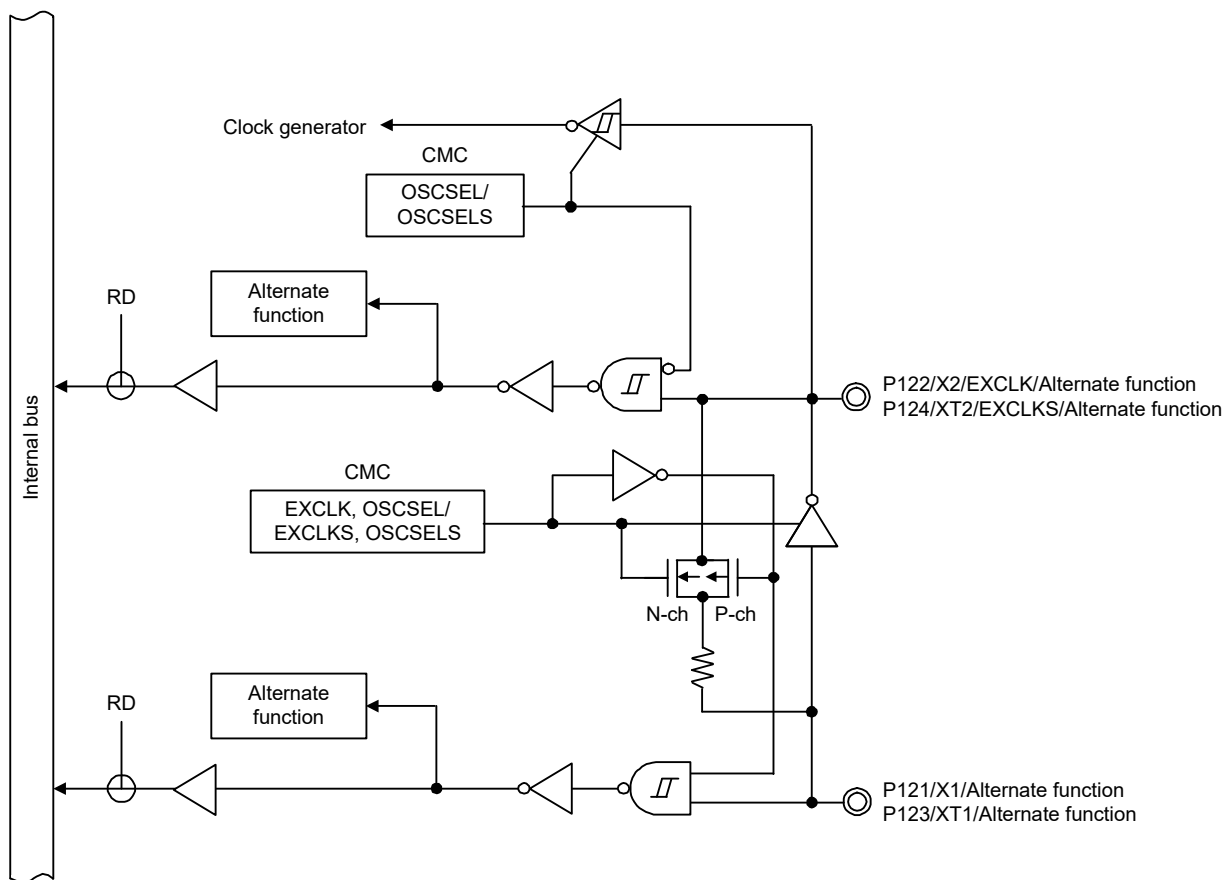 Clock generator
CMC
OSCSEL/
OSCSELS
RD
Alternate
function
P122/X2/EXCLK/Alternate function
P124/XT2/EXCLKS/Alternate function
Internal bus
CMC
EXCLK, OSCSEL/
EXCLKS, OSCSELS
N-ch
P-ch
RD
Alternate
function
P121/X1/Alternate function
P123/XT1/Alternate function